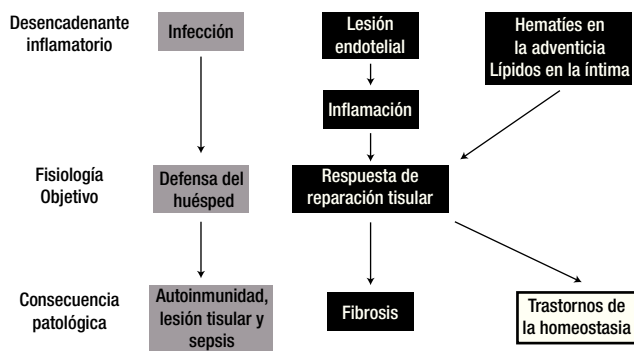 Desencadenante
inflamatorio
Infección
Lesión
endotelial
Hematíes en
la adventicia
Lípidos en la íntima
Inflamación
Fisiología
Objetivo
Defensa del
huésped
Respuesta de
reparación tisular
Consecuencia
patológica
Autoinmunidad,
lesión tisular y
sepsis
Fibrosis
Trastornos de
la homeostasia